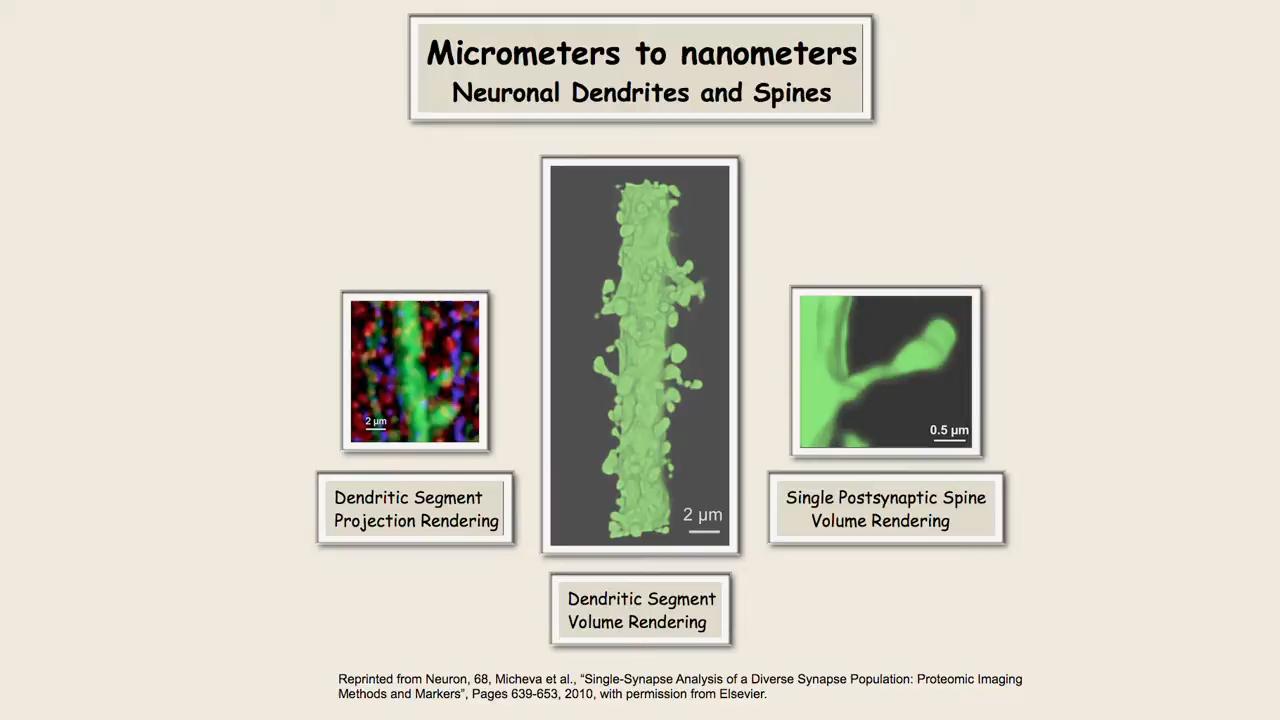 Micrometers to nanometers
Neuronal Dendrites and Spines
2 µm
Dendritic Segment
Projection Rendering
2 µm
Dendritic Segment
Volume Rendering
0.5 µm
Single Postsynaptic Spine
Volume Rendering
Reprinted from Neuron, 68, Micheva et al., “Single-Synapse Analysis of a Diverse Synapse Population: Proteomic Imaging
Methods and Markers”, Pages 639-653, 2010, with permission from Elsevier.